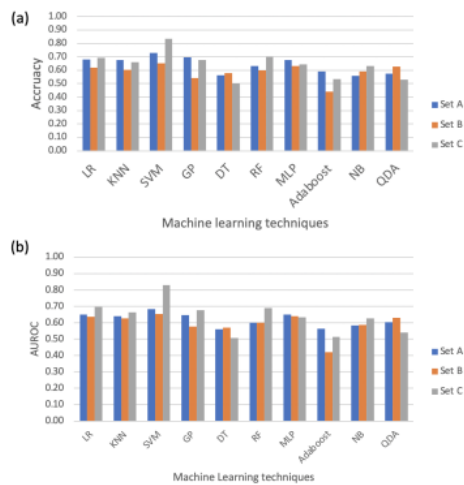 (a)
1.00
0.90
0.80
0.70
0.60
0.50
0.40
0.30
0.20
0.10
0.00
Accruacy
LR
KNN
SVM
GP
DT
RF
MLP
Adaboost
NB
QDA
Machine learning techniques
Set A
Set B
Set C
(b)
1.00
0.90
0.80
0.70
0.60
0.50
0.40
0.30
0.20
0.10
0.00
AUROC
LR
KNN
SVM
GP
DT
RF
MLP
Adaboost
NB
QDA
Machine Learning techniques
Set A
Set B
Set C